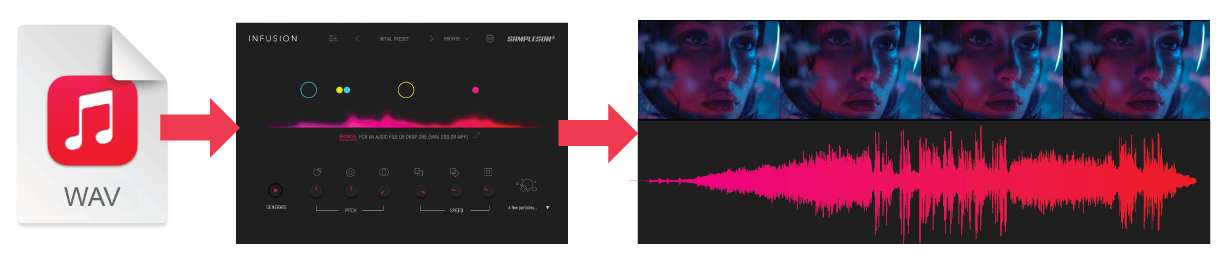 WAV
INFUSION
INITIAL PRESET
BROWSE
SAMPLESON®
BROWSE FOR AN AUDIO FILE OR DROP ONE (WAV, OGG OR AIFF)
GENERATE
PITCH
SPEED
A few particles...